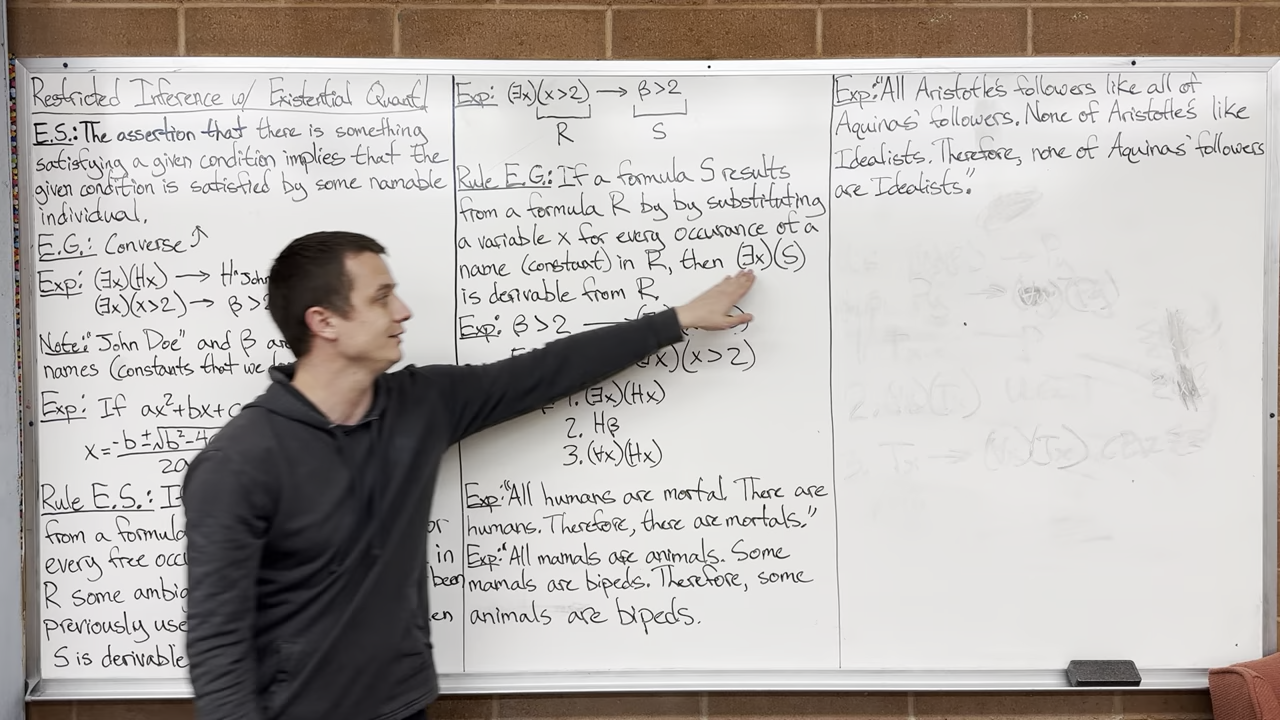 Restricted Inference w/ Existential Quant.
E.S.: The assertion that there is something
satisfying a given condition implies that the
given condition is satisfied by some namable
individual.
E.G.: Converse ↑
Exp: (∃x)(Hx) → H"John
(∃x)(x>2) → β>2
Note: "John Doe" and β
names (constants that we
Exp: If ax²+bx+c
x = -b±√b²-4
2a
Rule E.S.: If
from a formula
every free occ
or
in
R some ambig
been
previously use
en
S is derivable
Exp: (∃x)(x>2) → β>2
R S
Rule E.G.: If a formula S results
from a formula R by by substituting
a variable x for every occurance of a
name (constant) in R, then (∃x)(S)
is derivable from R.
Exp: β>2
∃x)(x>2)
1. (∃x)(Hx)
2. Hβ
3. (∀x)(Hx)
Exp: "All humans are mortal. There are
humans. Therefore, there are mortals."
Exp: "All mamals are animals. Some
mamals are bipeds. Therefore, some
animals are bipeds.
Exp: "All Aristotle's followers like all of
Aquinas' followers. None of Aristotle's like
Idealists. Therefore, none of Aquinas' followers
are Idealists."